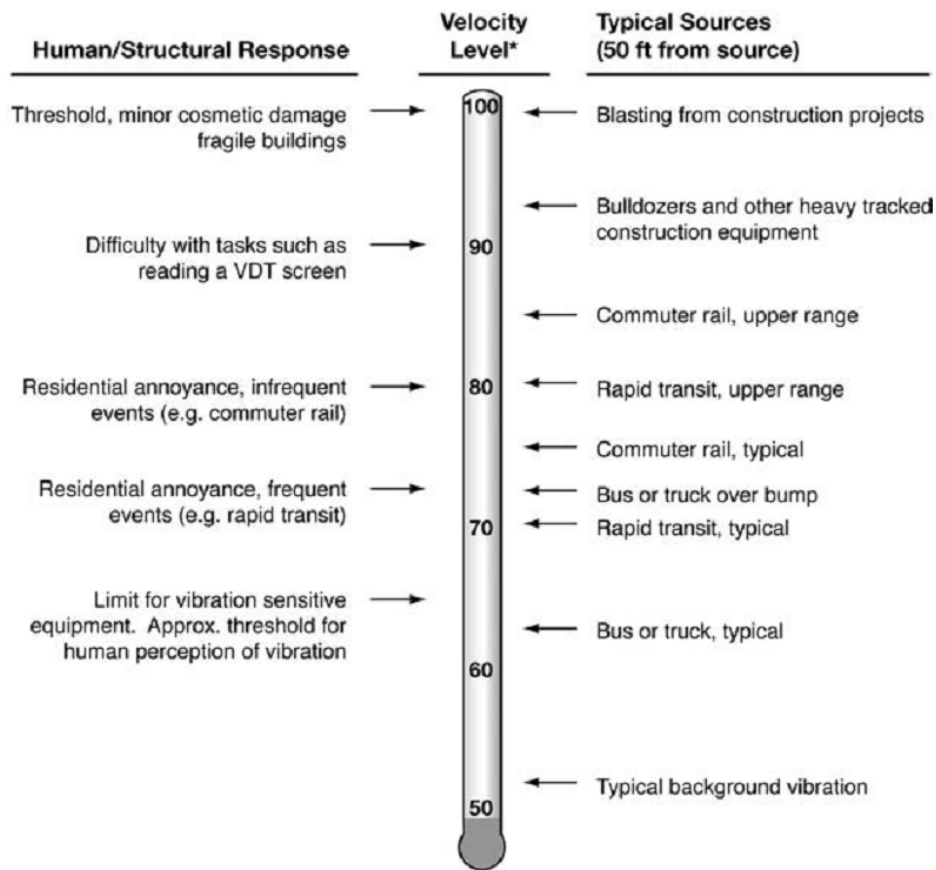 Human/Structural Response
Velocity
Level*
Typical Sources
(50 ft from source)
Threshold, minor cosmetic damage
fragile buildings
100
Blasting from construction projects
Bulldozers and other heavy tracked
construction equipment
Difficulty with tasks such as
reading a VDT screen
90
Commuter rail, upper range
Residential annoyance, infrequent
events (e.g. commuter rail)
80
Rapid transit, upper range
Commuter rail, typical
Residential annoyance, frequent
events (e.g. rapid transit)
Bus or truck over bump
70
Rapid transit, typical
Limit for vibration sensitive
equipment. Approx. threshold for
human perception of vibration
Bus or truck, typical
60
Typical background vibration
50